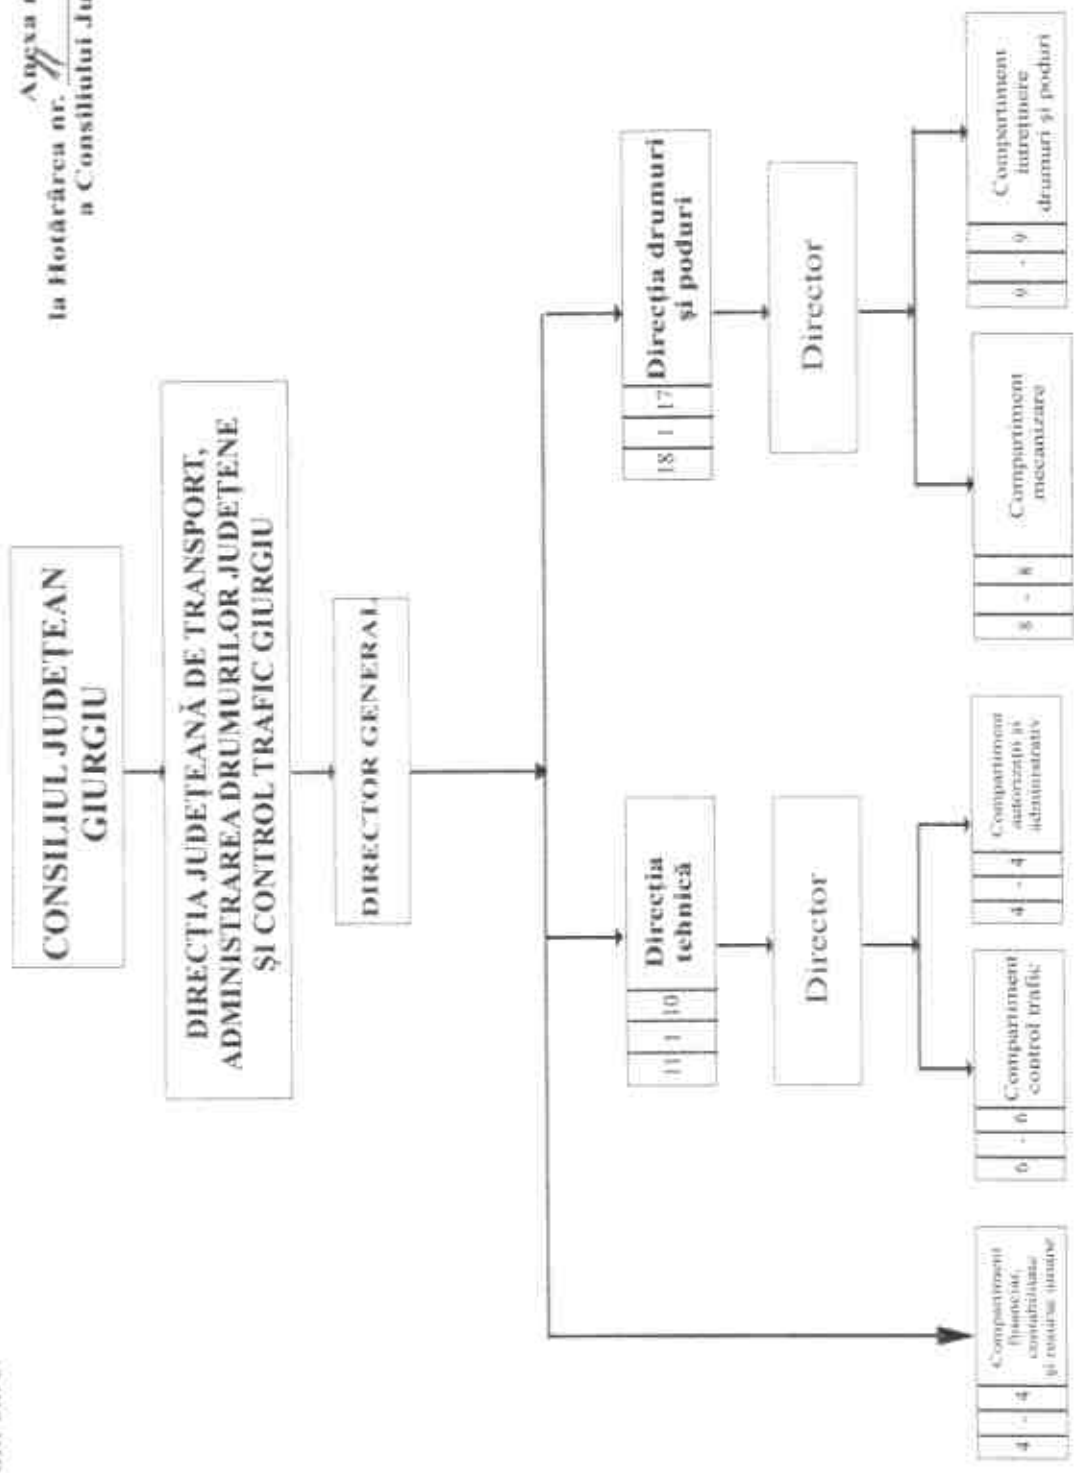 Anexa
la Hotărârea nr. 11
a Consiliului Ju
CONSILIUL JUDEȚEAN
GIURGIU
DIRECȚIA JUDEȚEANĂ DE TRANSPORT,
ADMINISTRAREA DRUMURILOR JUDEȚENE
ȘI CONTROL TRAFIC GIURGIU
DIRECTOR GENERAL
11 1 10
Direcția
tehnică
18 1 17
Direcția drumuri
și poduri
Director
Director
4 - 4
Compartiment
financiar,
contabilitate
și resurse umane
6 - 6
Compartiment
control trafic
4 - 4
Compartiment
autorizații și
administrativ
8 - 8
Compartiment
mecanizare
9 - 9
Compartiment
întreținere
drumuri și poduri